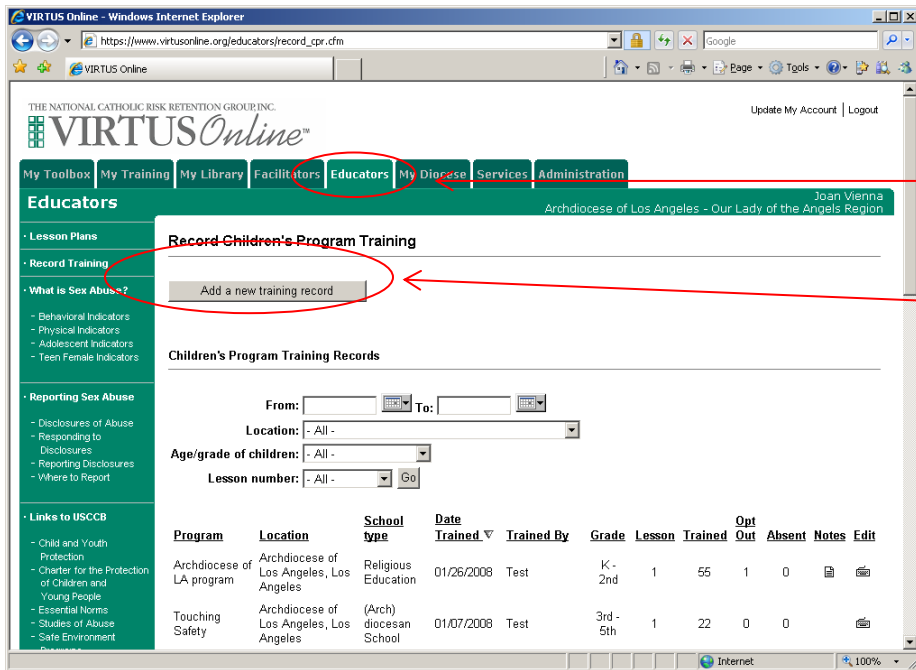 VIRTUS Online - Windows Internet Explorer
https://www.virtusonline.org/educators/record_cpr.cfm
Google
VIRTUS Online
Page
Tools
THE NATIONAL CATHOLIC RISK RETENTION GROUP, INC.
VIRTUS Online™
Update My Account | Logout
My Toolbox My Training My Library Facilitators Educators My Diocese Services Administration
Educators
Joan Vienna
Archdiocese of Los Angeles - Our Lady of the Angels Region
· Lesson Plans
· Record Training
· What is Sex Abuse?
- Behavioral Indicators
- Physical Indicators
- Adolescent Indicators
- Teen Female Indicators
· Reporting Sex Abuse
- Disclosures of Abuse
- Responding to
Disclosures
- Reporting Disclosures
- Where to Report
· Links to USCCB
- Child and Youth
Protection
- Charter for the Protection
of Children and
Young People
- Essential Norms
- Studies of Abuse
- Safe Environment
Record Children's Program Training
Add a new training record
Children's Program Training Records
From: To:
Location: - All -
Age/grade of children: - All -
Lesson number: - All - Go
Program Location School type Date Trained ▽ Trained By Grade Lesson Trained Opt Out Absent Notes Edit
Archdiocese of LA program Archdiocese of Los Angeles, Los Angeles Religious Education 01/26/2008 Test K - 2nd 1 55 1 0
Touching Safety Archdiocese of Los Angeles, Los Angeles (Arch) diocesan School 01/07/2008 Test 3rd - 5th 1 22 0 0
Internet
100%